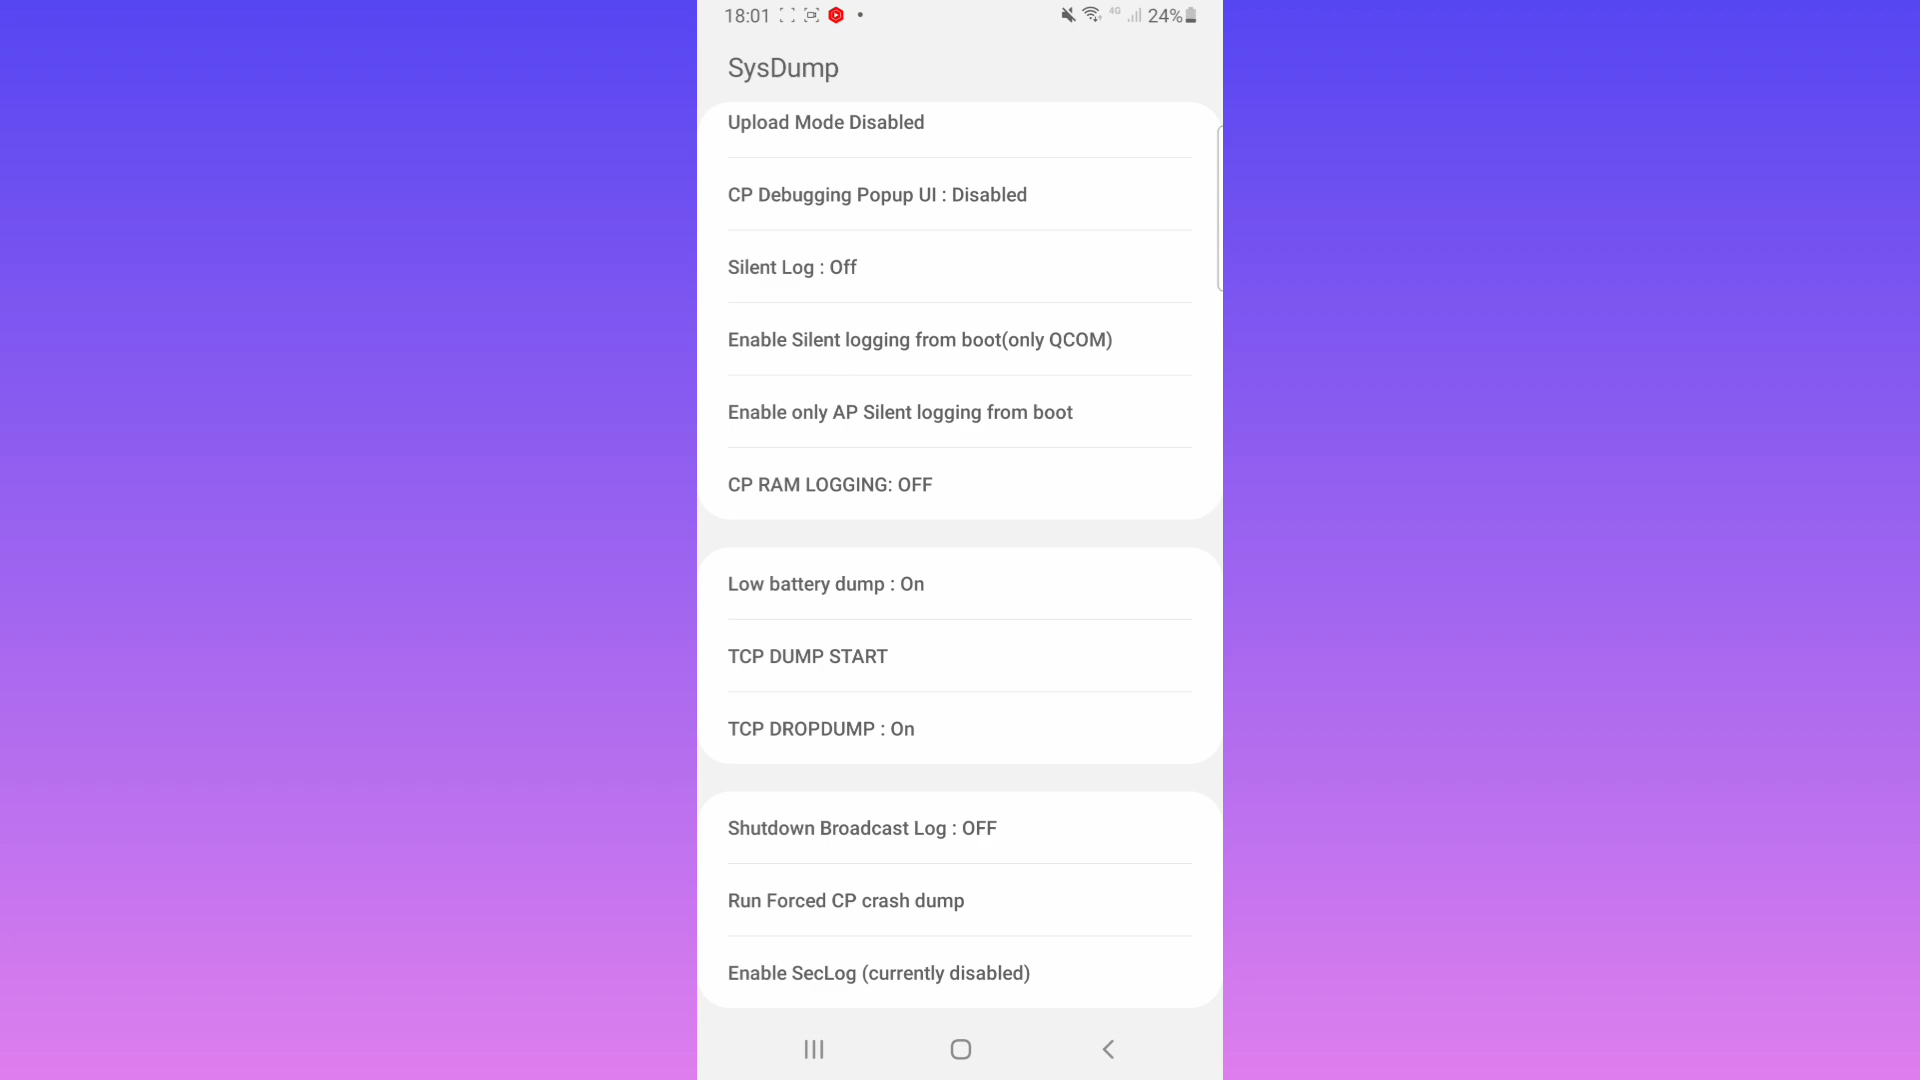 18:01
4G
24%
SysDump
Upload Mode Disabled
CP Debugging Popup UI : Disabled
Silent Log : Off
Enable Silent logging from boot(only QCOM)
Enable only AP Silent logging from boot
CP RAM LOGGING: OFF
Low battery dump : On
TCP DUMP START
TCP DROPDUMP : On
Shutdown Broadcast Log : OFF
Run Forced CP crash dump
Enable SecLog (currently disabled)